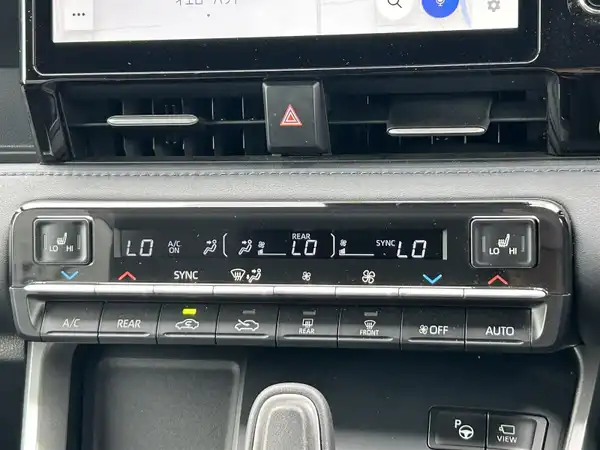 LO HI
LO A/C ON
REAR LO
SYNC LO
LO HI
SYNC
A/C REAR
REAR
FRONT
OFF
AUTO
P
VIEW